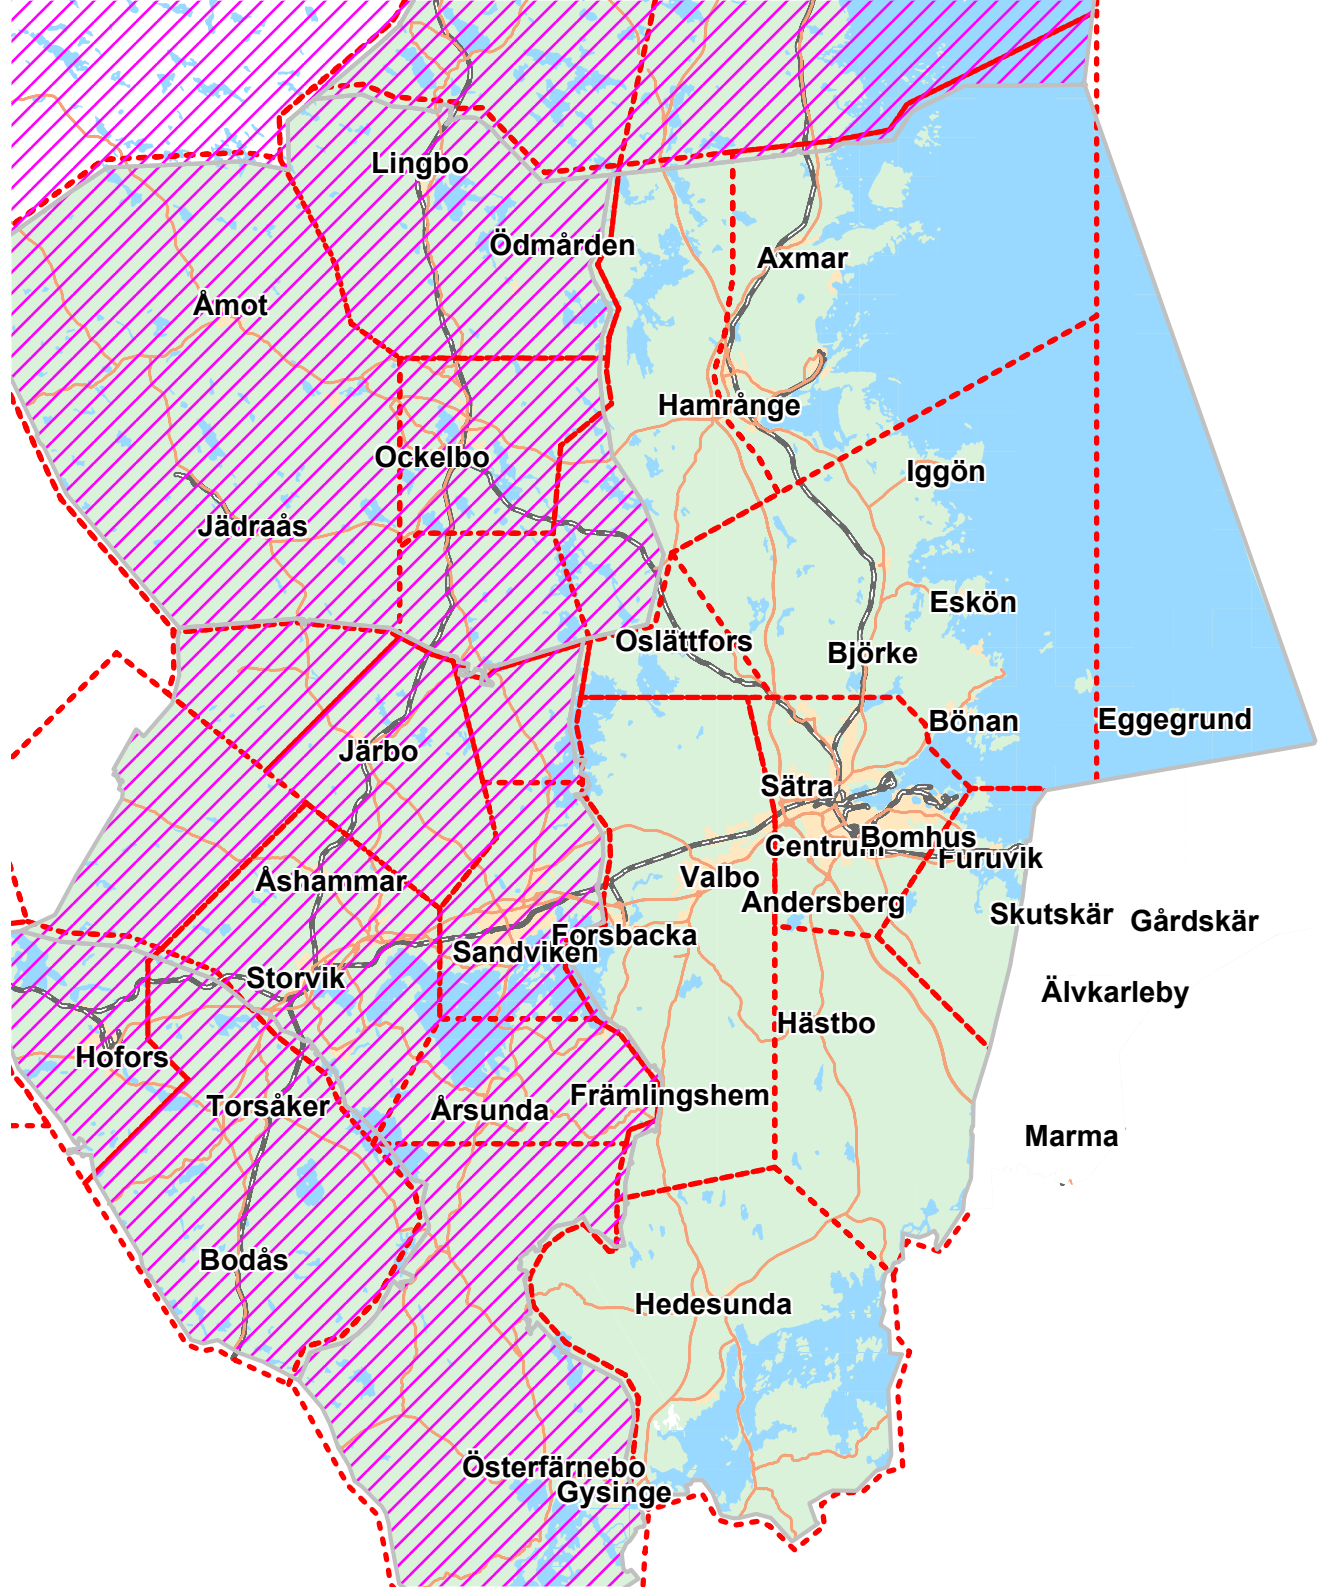 Lingbo
Ödmården
Axmar
Åmot
Hamrånge
Ockelbo
Iggön
Jädraås
Eskön
Oslättfors
Björke
Bönan
Eggegrund
Järbo
Sätra
Bomhus
Centrum
Furuvik
Åshammar
Valbo
Andersberg
Skutskär
Gårdskär
Forsbacka
Sandviken
Storvik
Älvkarleby
Hästbo
Hofors
Främlingshem
Torsåker
Årsunda
Marma
Bodås
Hedesunda
Österfärnebo
Gysinge